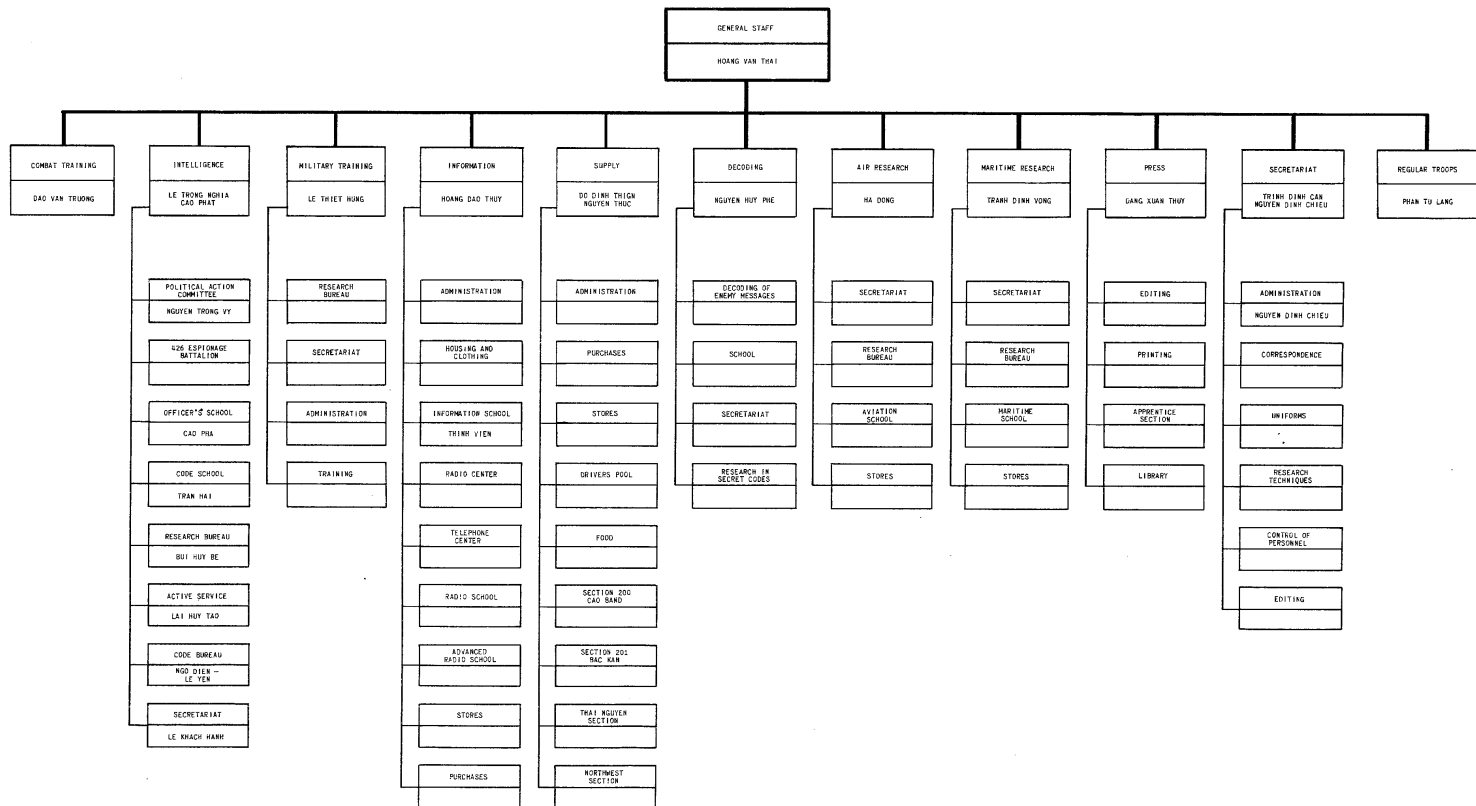 GENERAL STAFF
HOANG VAN THAI
COMBAT TRAINING
DAO VAN TRUONG
INTELLIGENCE
LE TRONG NGHIA
CAO PHAT
MILITARY TRAINING
LE THIET HUNG
INFORMATION
HOANG DAO THUY
SUPPLY
DO DINH THIGN
NGUYEN THUC
DECODING
NGUYEN HUY PHE
AIR RESEARCH
HA DONG
MARITIME RESEARCH
TRANH DINH VONG
PRESS
DANG XUAN THUY
SECRETARIAT
TRINH DINH CAN
NGUYEN DINH CHIEU
REGULAR TROOPS
PHAN TU LANG
POLITICAL ACTION
COMMITTEE
NGUYEN TRONG VY
426 ESPIONAGE
BATTALION
OFFICER'S SCHOOL
CAO PHA
CODE SCHOOL
TRAN HAI
RESEARCH BUREAU
BUI HUY BE
ACTIVE SERVICE
LAI HUY TAO
CODE BUREAU
NGO DIEN —
LE YEN
SECRETARIAT
LE KHACH HANH
RESEARCH
BUREAU
SECRETARIAT
ADMINISTRATION
TRAINING
ADMINISTRATION
HOUSING AND
CLOTHING
INFORMATION SCHOOL
THINH VIEN
RADIO CENTER
TELEPHONE
CENTER
RADIO SCHOOL
ADVANCED
RADIO SCHOOL
STORES
PURCHASES
ADMINISTRATION
PURCHASES
STORES
DRIVERS POOL
FOOD
SECTION 200
CAO BAND
SECTION 201
BAC KAN
THAI NGUYEN
SECTION
NORTHWEST
SECTION
DECODING OF
ENEMY MESSAGES
SCHOOL
SECRETARIAT
RESEARCH IN
SECRET CODES
SECRETARIAT
RESEARCH
BUREAU
AVIATION
SCHOOL
STORES
SECRETARIAT
RESEARCH
BUREAU
MARITIME
SCHOOL
STORES
EDITING
PRINTING
APPRENTICE
SECTION
LIBRARY
ADMINISTRATION
NGUYEN DINH CHIEU
CORRESPONDENCE
UNIFORMS
RESEARCH
TECHNIQUES
CONTROL OF
PERSONNEL
EDITING